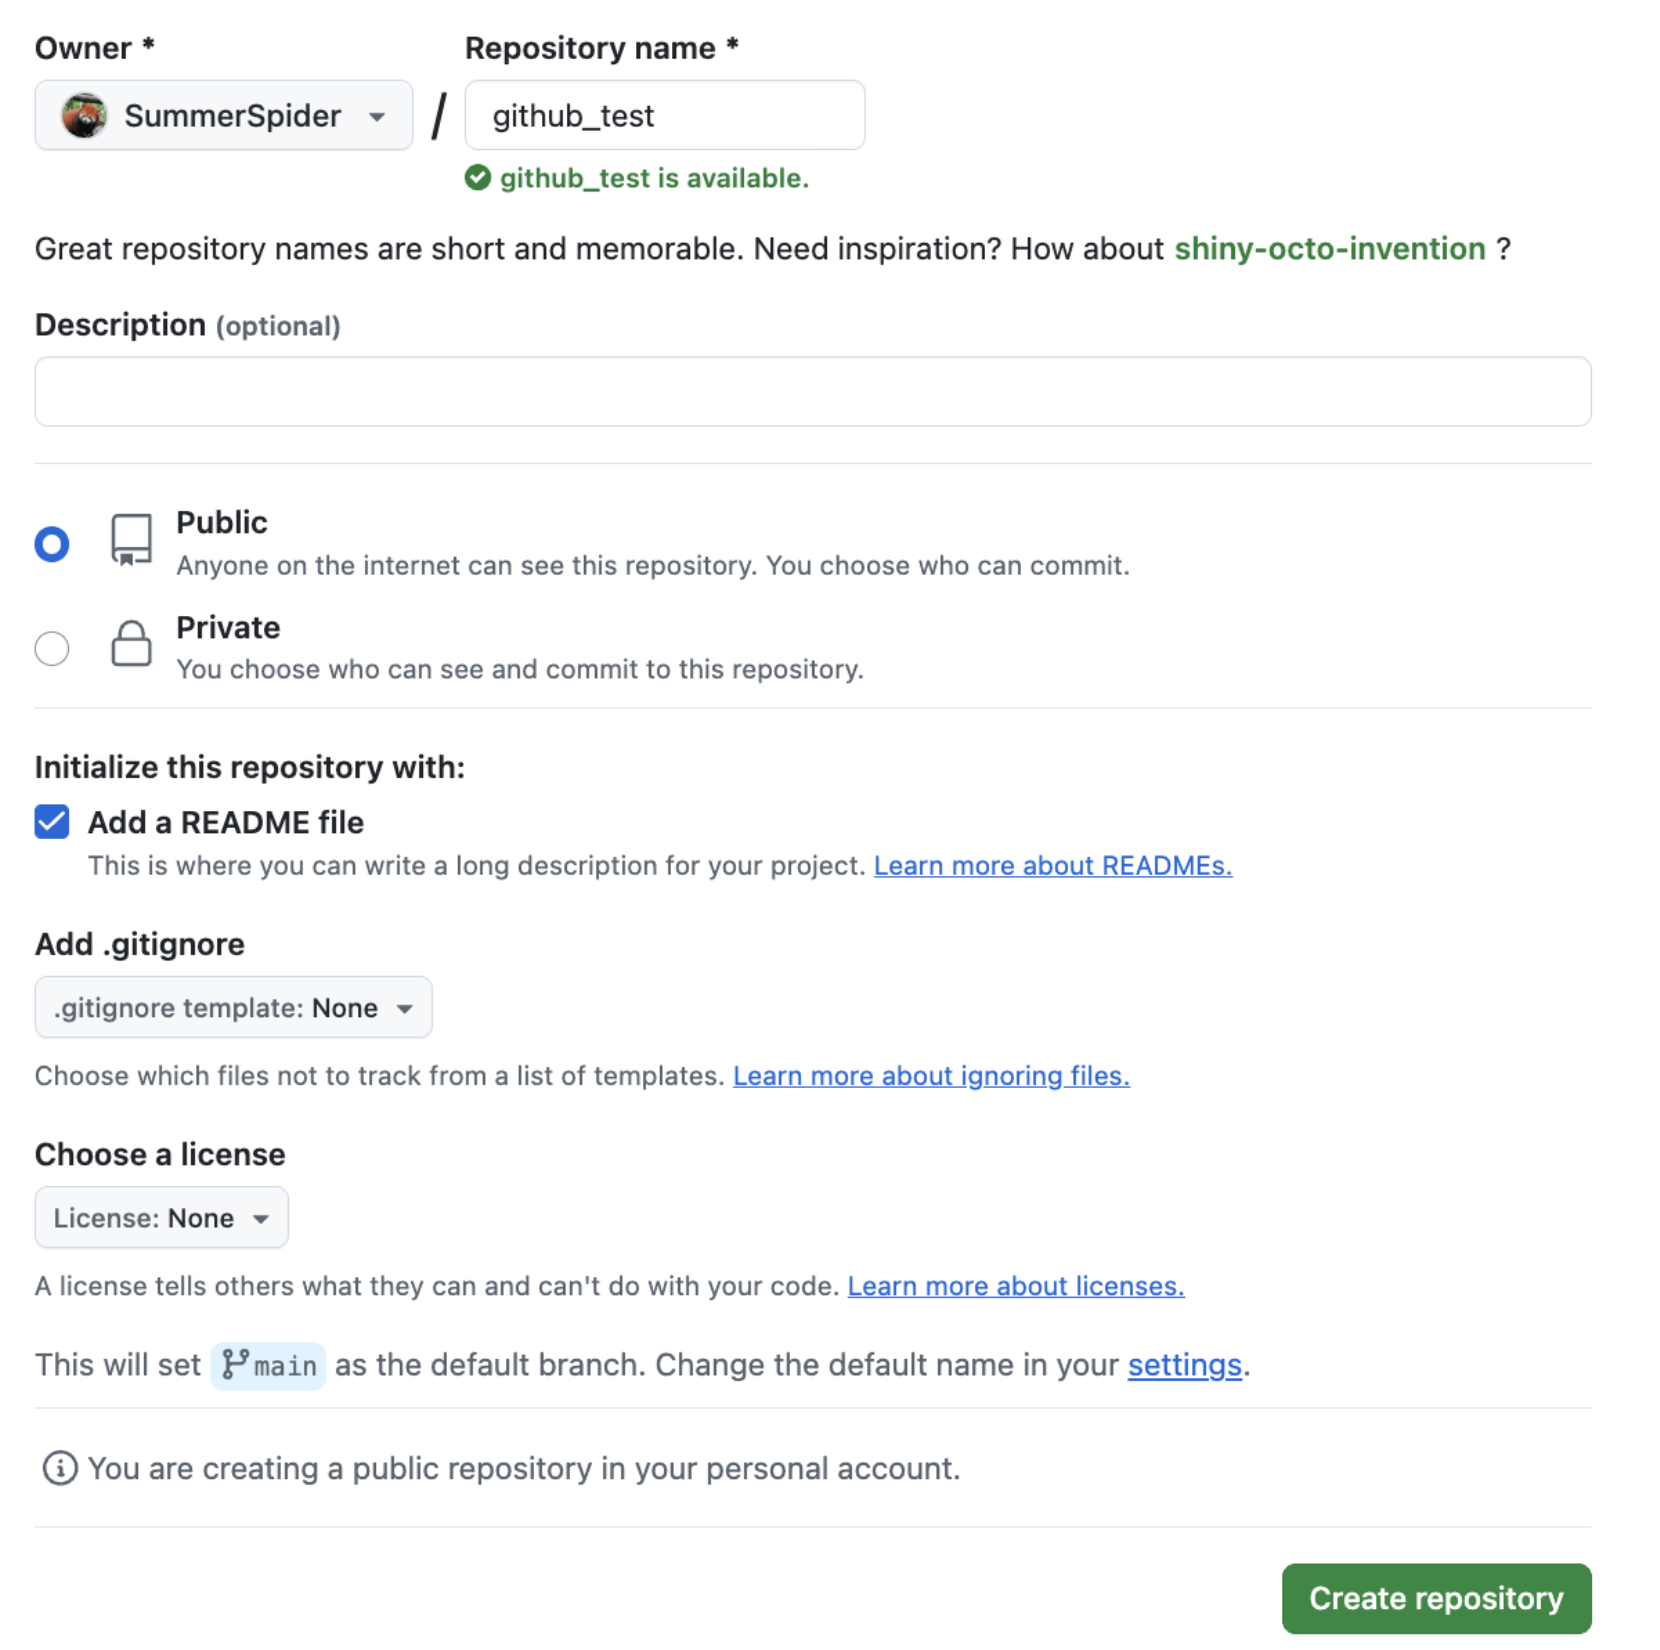 Owner *
Repository name *
SummerSpider / github_test
github_test is available.
Great repository names are short and memorable. Need inspiration? How about shiny-octo-invention ?
Description (optional)
Public
Anyone on the internet can see this repository. You choose who can commit.
Private
You choose who can see and commit to this repository.
Initialize this repository with:
Add a README file
This is where you can write a long description for your project. Learn more about READMEs.
Add .gitignore
.gitignore template: None
Choose which files not to track from a list of templates. Learn more about ignoring files.
Choose a license
License: None
A license tells others what they can and can't do with your code. Learn more about licenses.
This will set main as the default branch. Change the default name in your settings.
You are creating a public repository in your personal account.
Create repository